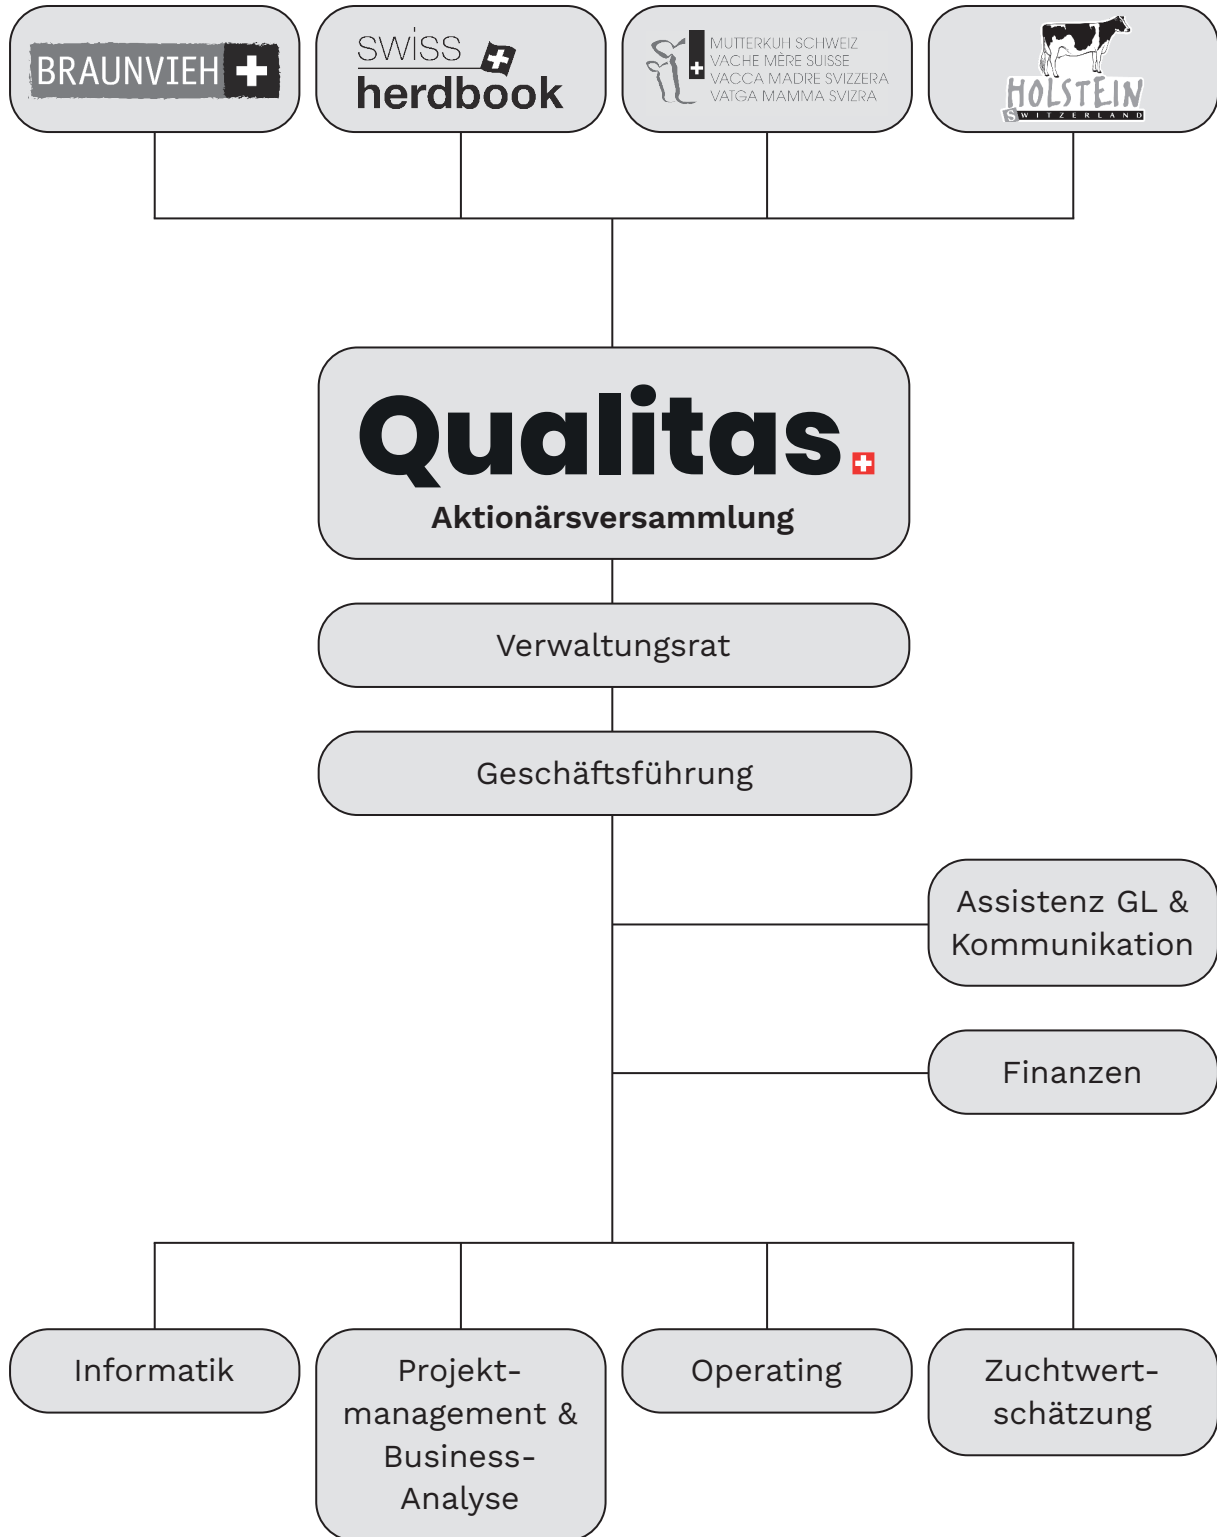 BRAUNVIEH
swiss
herdbook
MUTTERKUH SCHWEIZ
VACHE MÈRE SUISSE
VACCA MADRE SVIZZERA
VATGA MAMMA SVIZRA
HOLSTEIN
SWITZERLAND
Qualitas.
Aktionärsversammlung
Verwaltungsrat
Geschäftsführung
Assistenz GL &
Kommunikation
Finanzen
Informatik
Projekt-
management &
Business-
Analyse
Operating
Zuchtwert-
schätzung